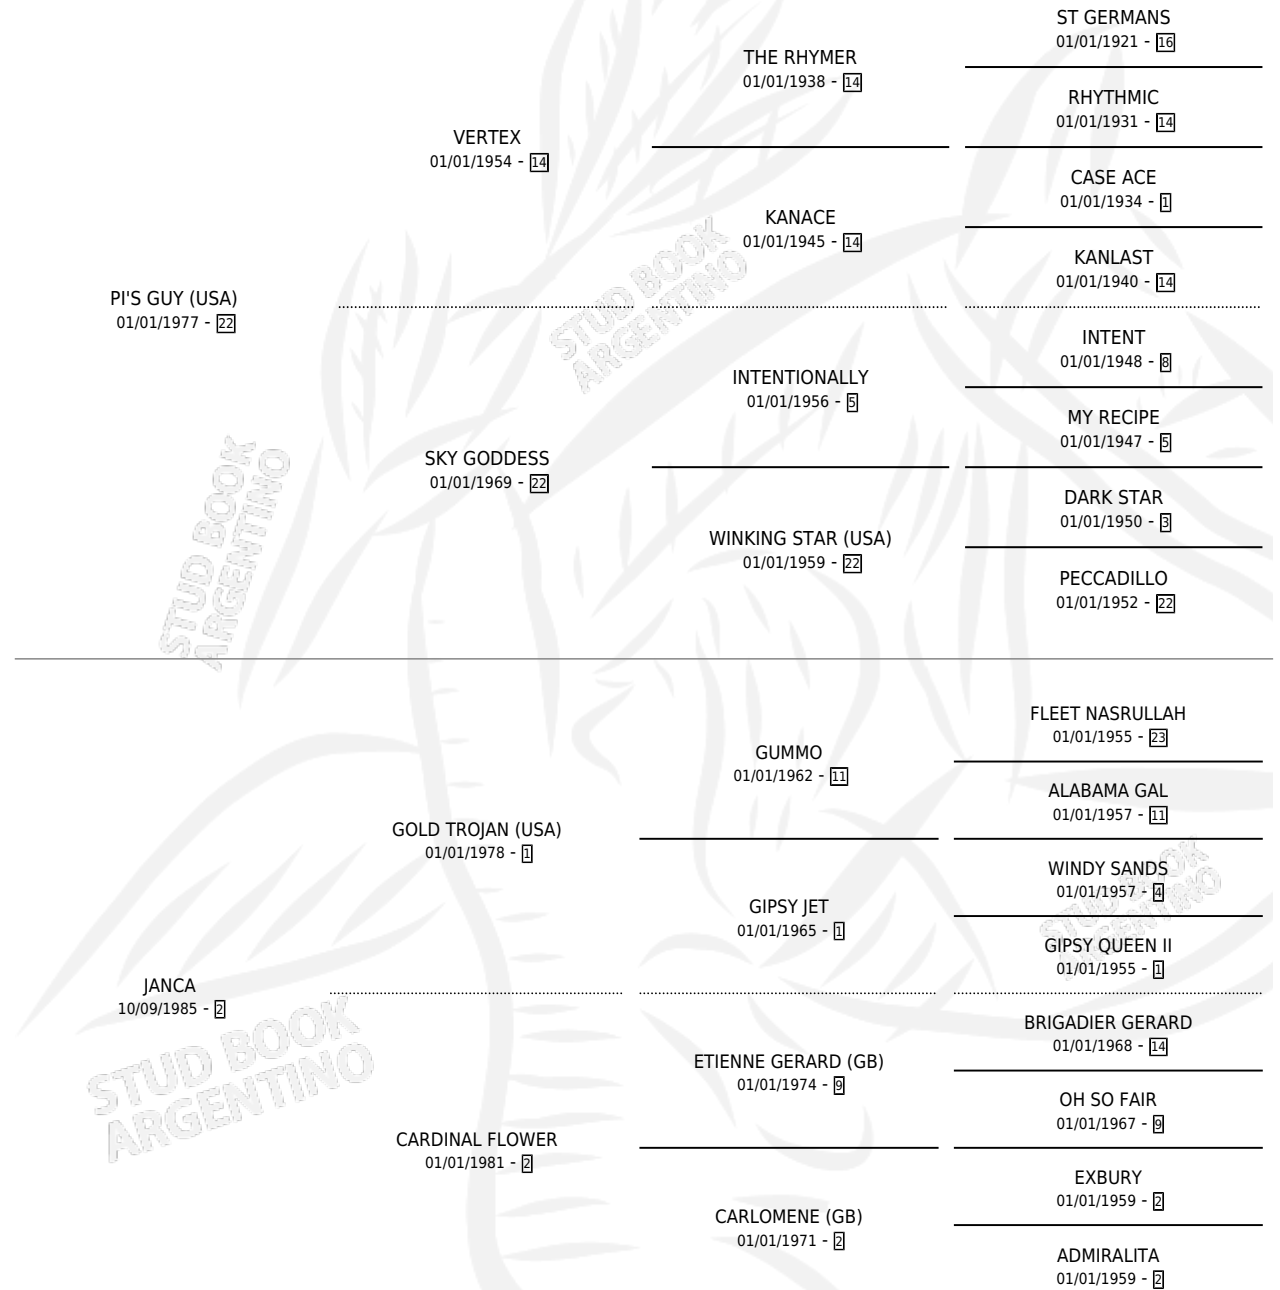 ST GERMANS
01/01/1921 - 16
THE RHYMER
01/01/1938 - 14
RHYTHMIC
01/01/1931 - 14
VERTEX
01/01/1954 - 14
CASE ACE
01/01/1934 - 1
KANACE
01/01/1945 - 14
KANLAST
01/01/1940 - 14
PI'S GUY (USA)
01/01/1977 - 22
STUD BOOK
ARGENTINO
INTENT
01/01/1948 - 8
INTENTIONALLY
01/01/1956 - 5
MY RECIPE
01/01/1947 - 5
SKY GODDESS
01/01/1969 - 22
DARK STAR
01/01/1950 - 3
WINKING STAR (USA)
01/01/1959 - 22
PECCADILLO
01/01/1952 - 22
STUD BOOK
ARGENTINO
FLEET NASRULLAH
01/01/1955 - 23
GUMMO
01/01/1962 - 11
ALABAMA GAL
01/01/1957 - 11
GOLD TROJAN (USA)
01/01/1978 - 1
WINDY SANDS
01/01/1957 - 4
STUD BOOK
ARGENTINO
GIPSY JET
01/01/1965 - 1
GIPSY QUEEN II
01/01/1955 - 1
JANCA
10/09/1985 - 2
STUD BOOK
ARGENTINO
BRIGADIER GERARD
01/01/1968 - 14
ETIENNE GERARD (GB)
01/01/1974 - 9
OH SO FAIR
01/01/1967 - 9
CARDINAL FLOWER
01/01/1981 - 2
EXBURY
01/01/1959 - 2
CARLOMENE (GB)
01/01/1971 - 2
ADMIRALITA
01/01/1959 - 2